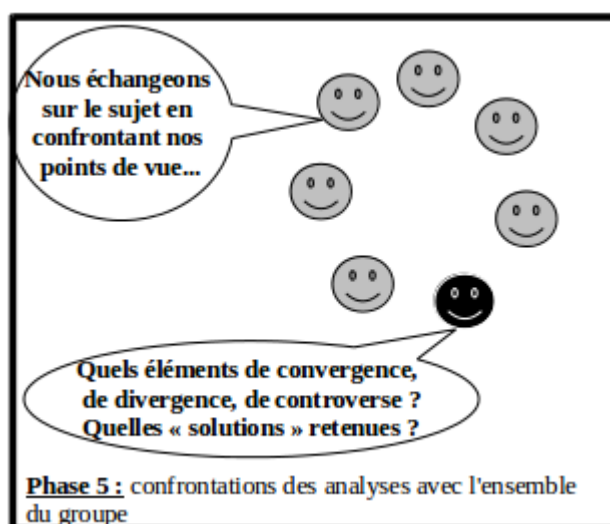 Nous échangeons
sur le sujet en
confrontant nos
points de vue...
Quels éléments de convergence,
de divergence, de controverse ?
Quelles « solutions » retenues ?
Phase 5 : confrontations des analyses avec l'ensemble
du groupe